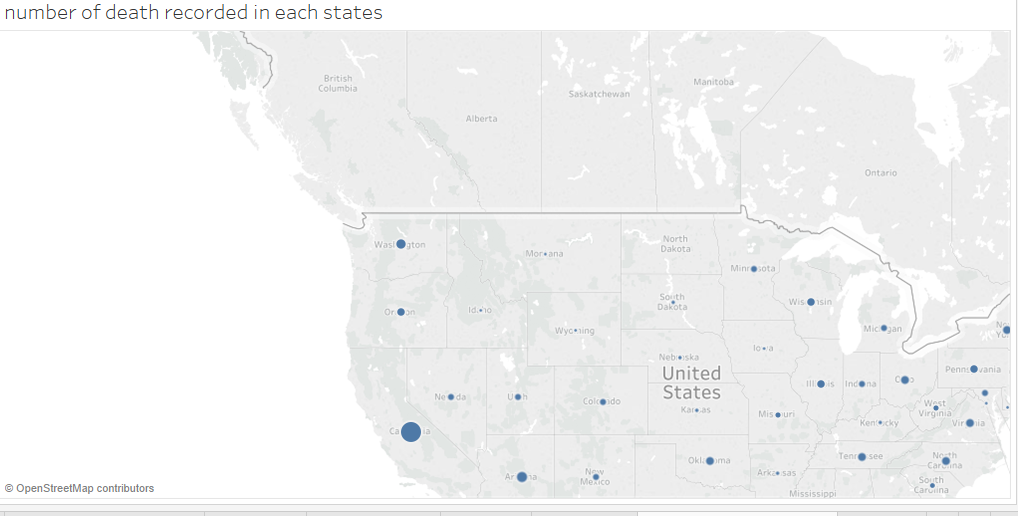 number of death recorded in each states
British
Columbia
Alberta
Saskatchewan
Manitoba
Ontario
Washington
Montana
North
Dakota
Minnesota
Oregon
Idaho
South
Dakota
Wisconsin
Wyoming
Michigan
Iowa
Nebraska
United
States
Pennsylvania
Nevada
Utah
Colorado
Kansas
Missouri
Illinois
Indiana
Ohio
West
Virginia
Kentucky
Virginia
California
Arizona
New
Mexico
Oklahoma
Arkansas
Tennessee
North
Carolina
South
Carolina
Mississippi
© OpenStreetMap contributors